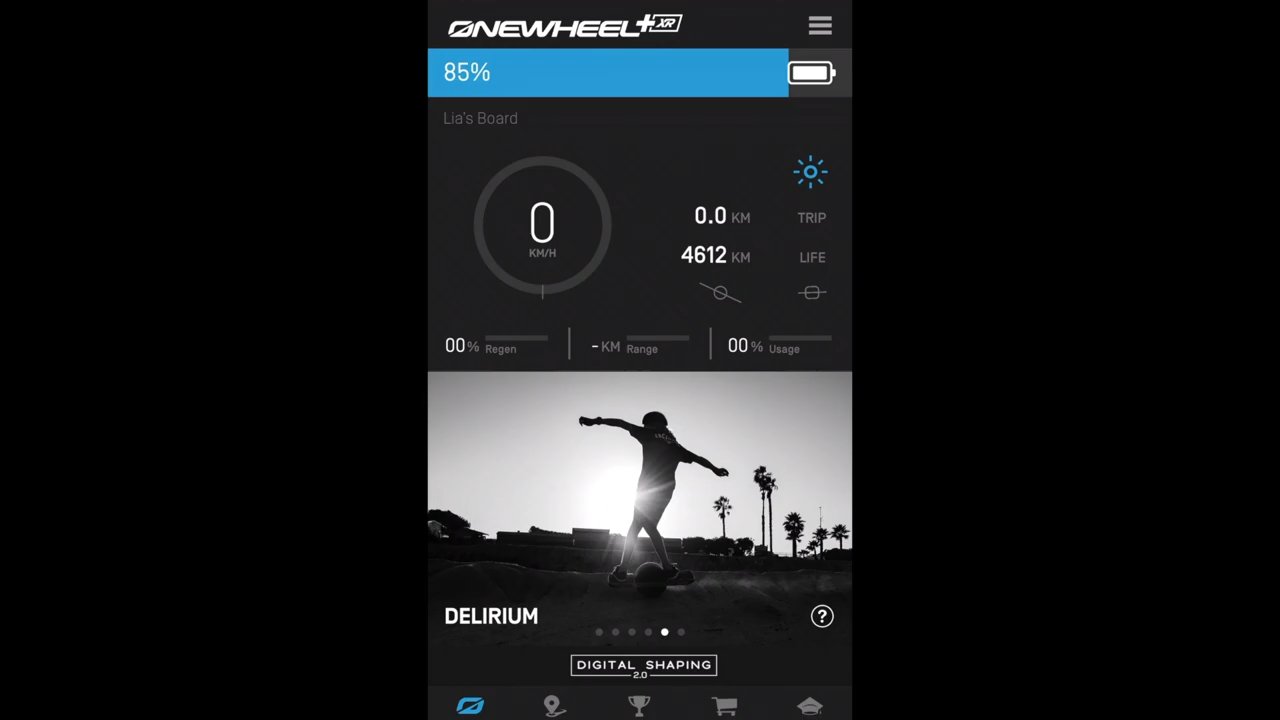 ONEWHEEL+ XR
85%
Lia's Board
0
KM/H
0.0 KM TRIP
4612 KM LIFE
00% Regen
- KM Range
00% Usage
DELIRIUM
?
DIGITAL SHAPING
2.0